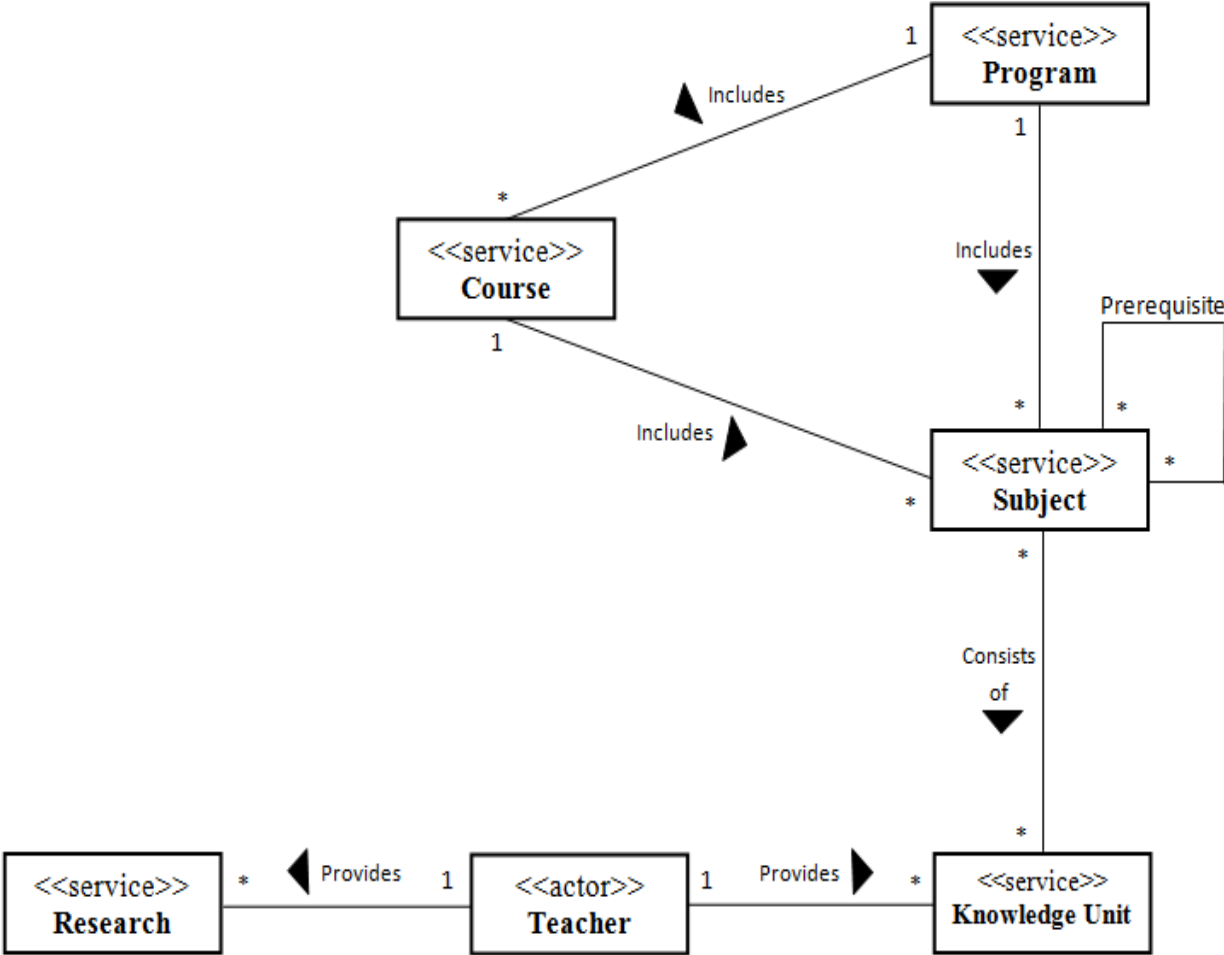 1
<<service>>
Program
Includes
1
*
<<service>>
Course
Includes
Prerequisite
1
*
*
Includes
<<service>>
Subject
*
*
*
Consists
of
*
<<service>>
Research
*
Provides
1
<<actor>>
Teacher
1
Provides
*
<<service>>
Knowledge Unit